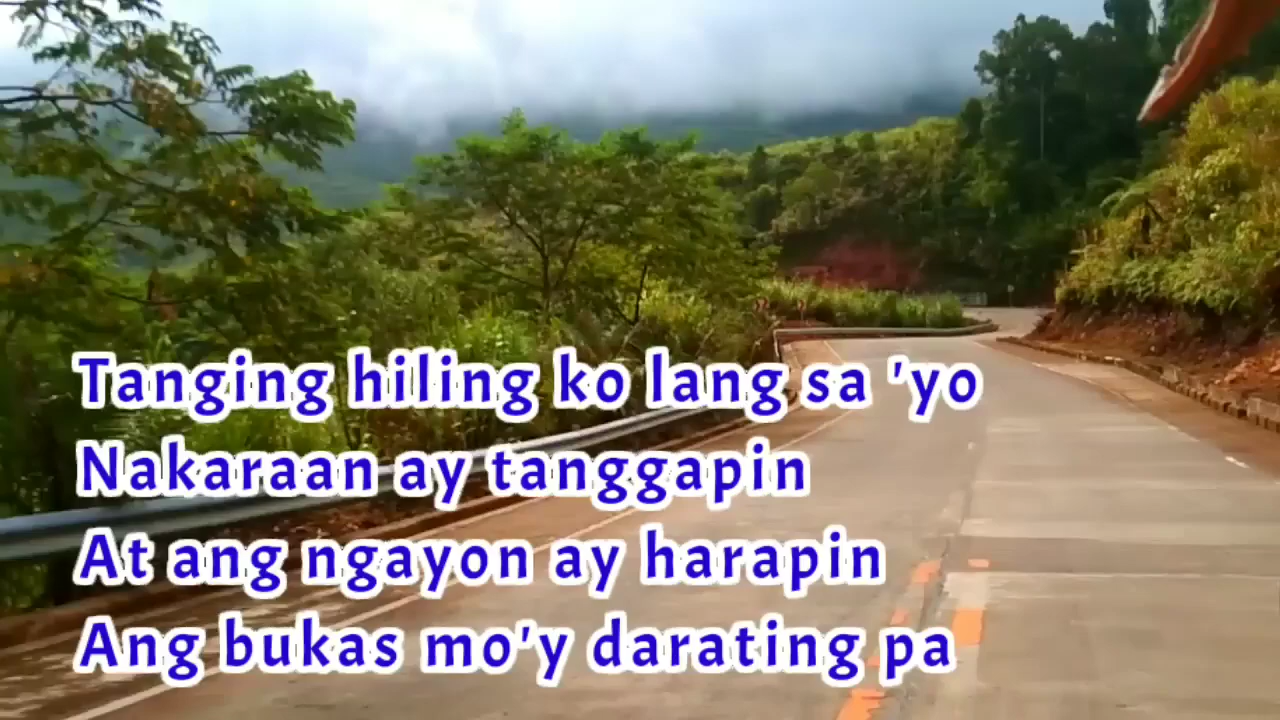 Tanging hiling ko lang sa 'yo
Nakaraan ay tanggapin
At ang ngayon ay harapin
Ang bukas mo'y darating pa